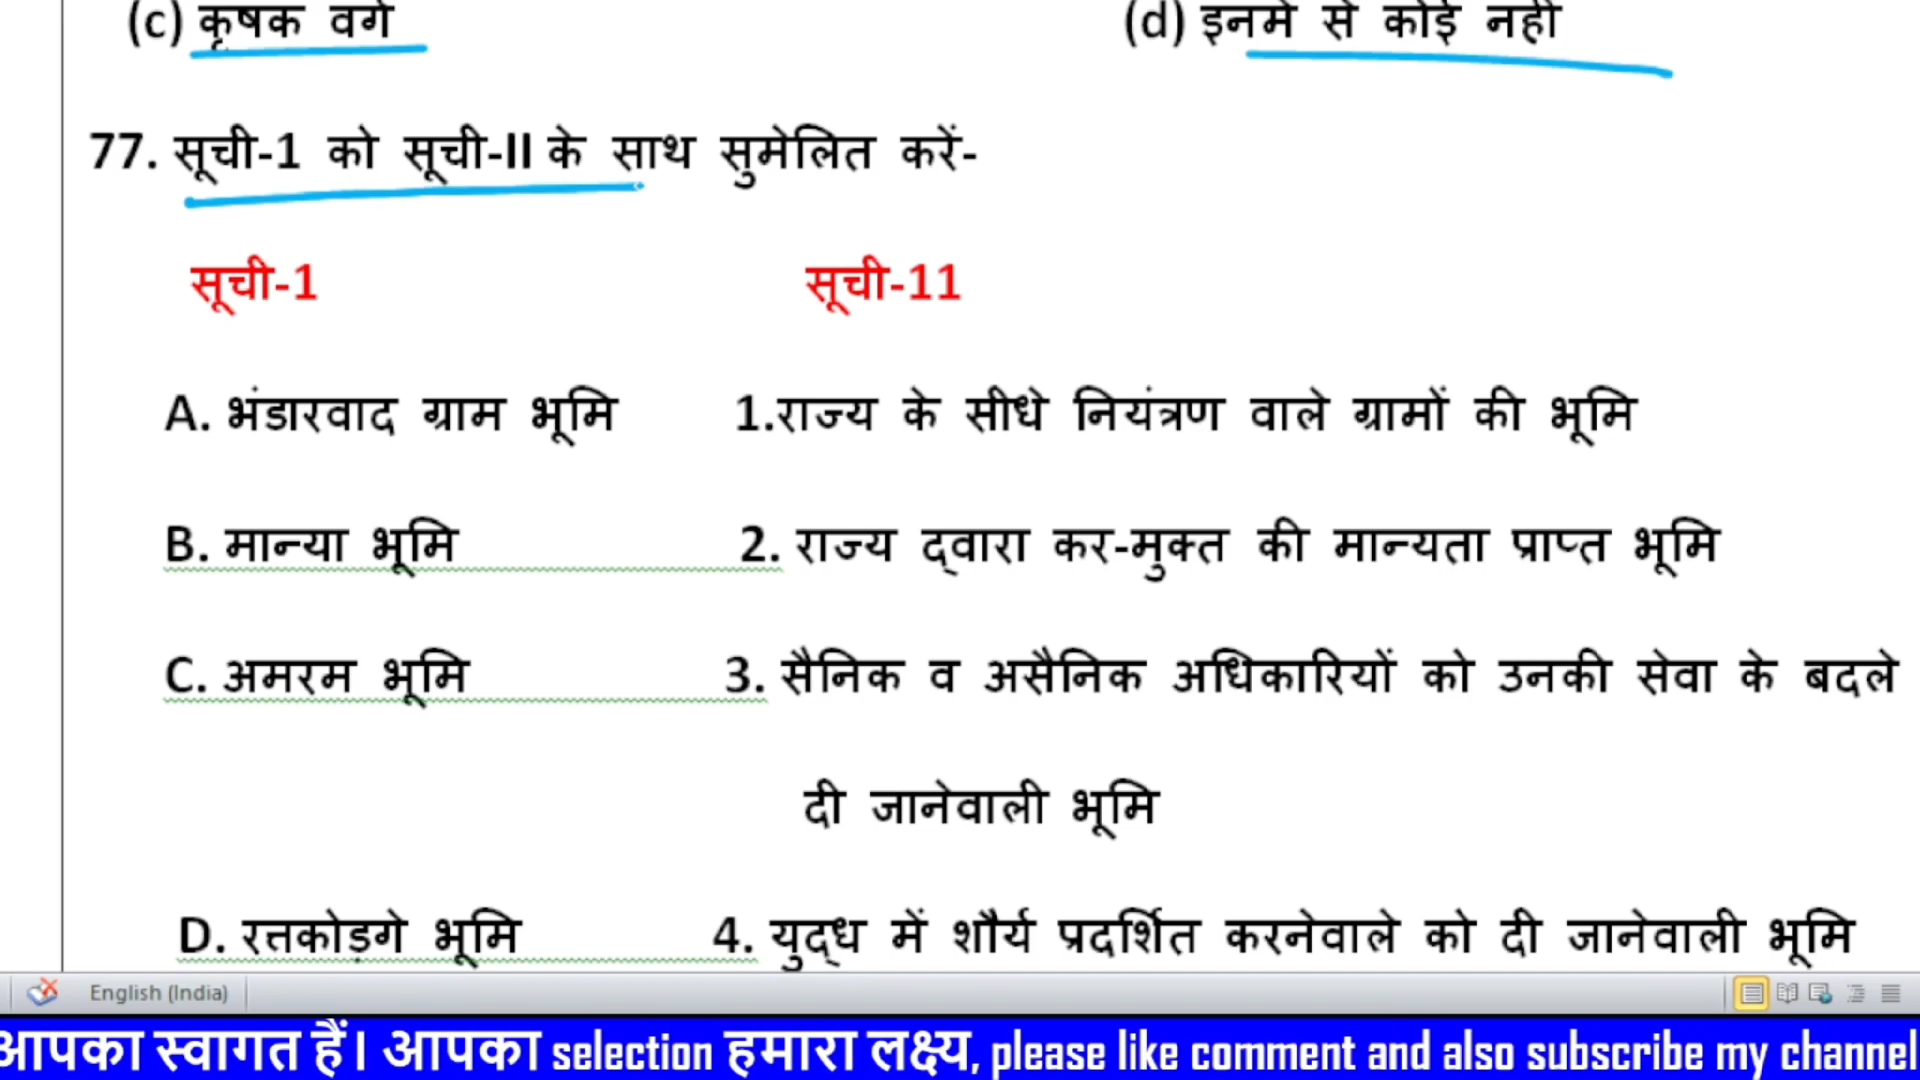 (c) कृषक वर्ग (d) इनमें से कोई नहीं
77. सूची-1 को सूची-II के साथ सुमेलित करें-
सूची-1 सूची-11
A. भंडारवाद ग्राम भूमि 1.राज्य के सीधे नियंत्रण वाले ग्रामों की भूमि
B. मान्या भूमि 2. राज्य द्वारा कर-मुक्त की मान्यता प्राप्त भूमि
C. अमरम भूमि 3. सैनिक व असैनिक अधिकारियों को उनकी सेवा के बदले
दी जानेवाली भूमि
D. रत्तकोड़गे भूमि 4. युद्ध में शौर्य प्रदर्शित करनेवाले को दी जानेवाली भूमि
English (India)
आपका स्वागत हैं। आपका selection हमारा लक्ष्य, please like comment and also subscribe my channel